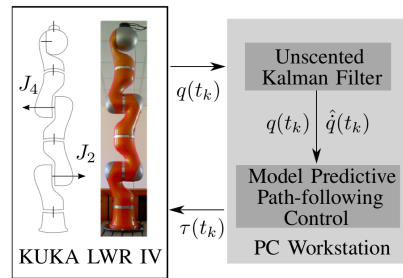 J₄
J₂
KUKA LWR IV
q(tₖ)
τ(tₖ)
Unscented
Kalman Filter
q(tₖ) q̇̂(tₖ)
Model Predictive
Path-following
Control
PC Workstation